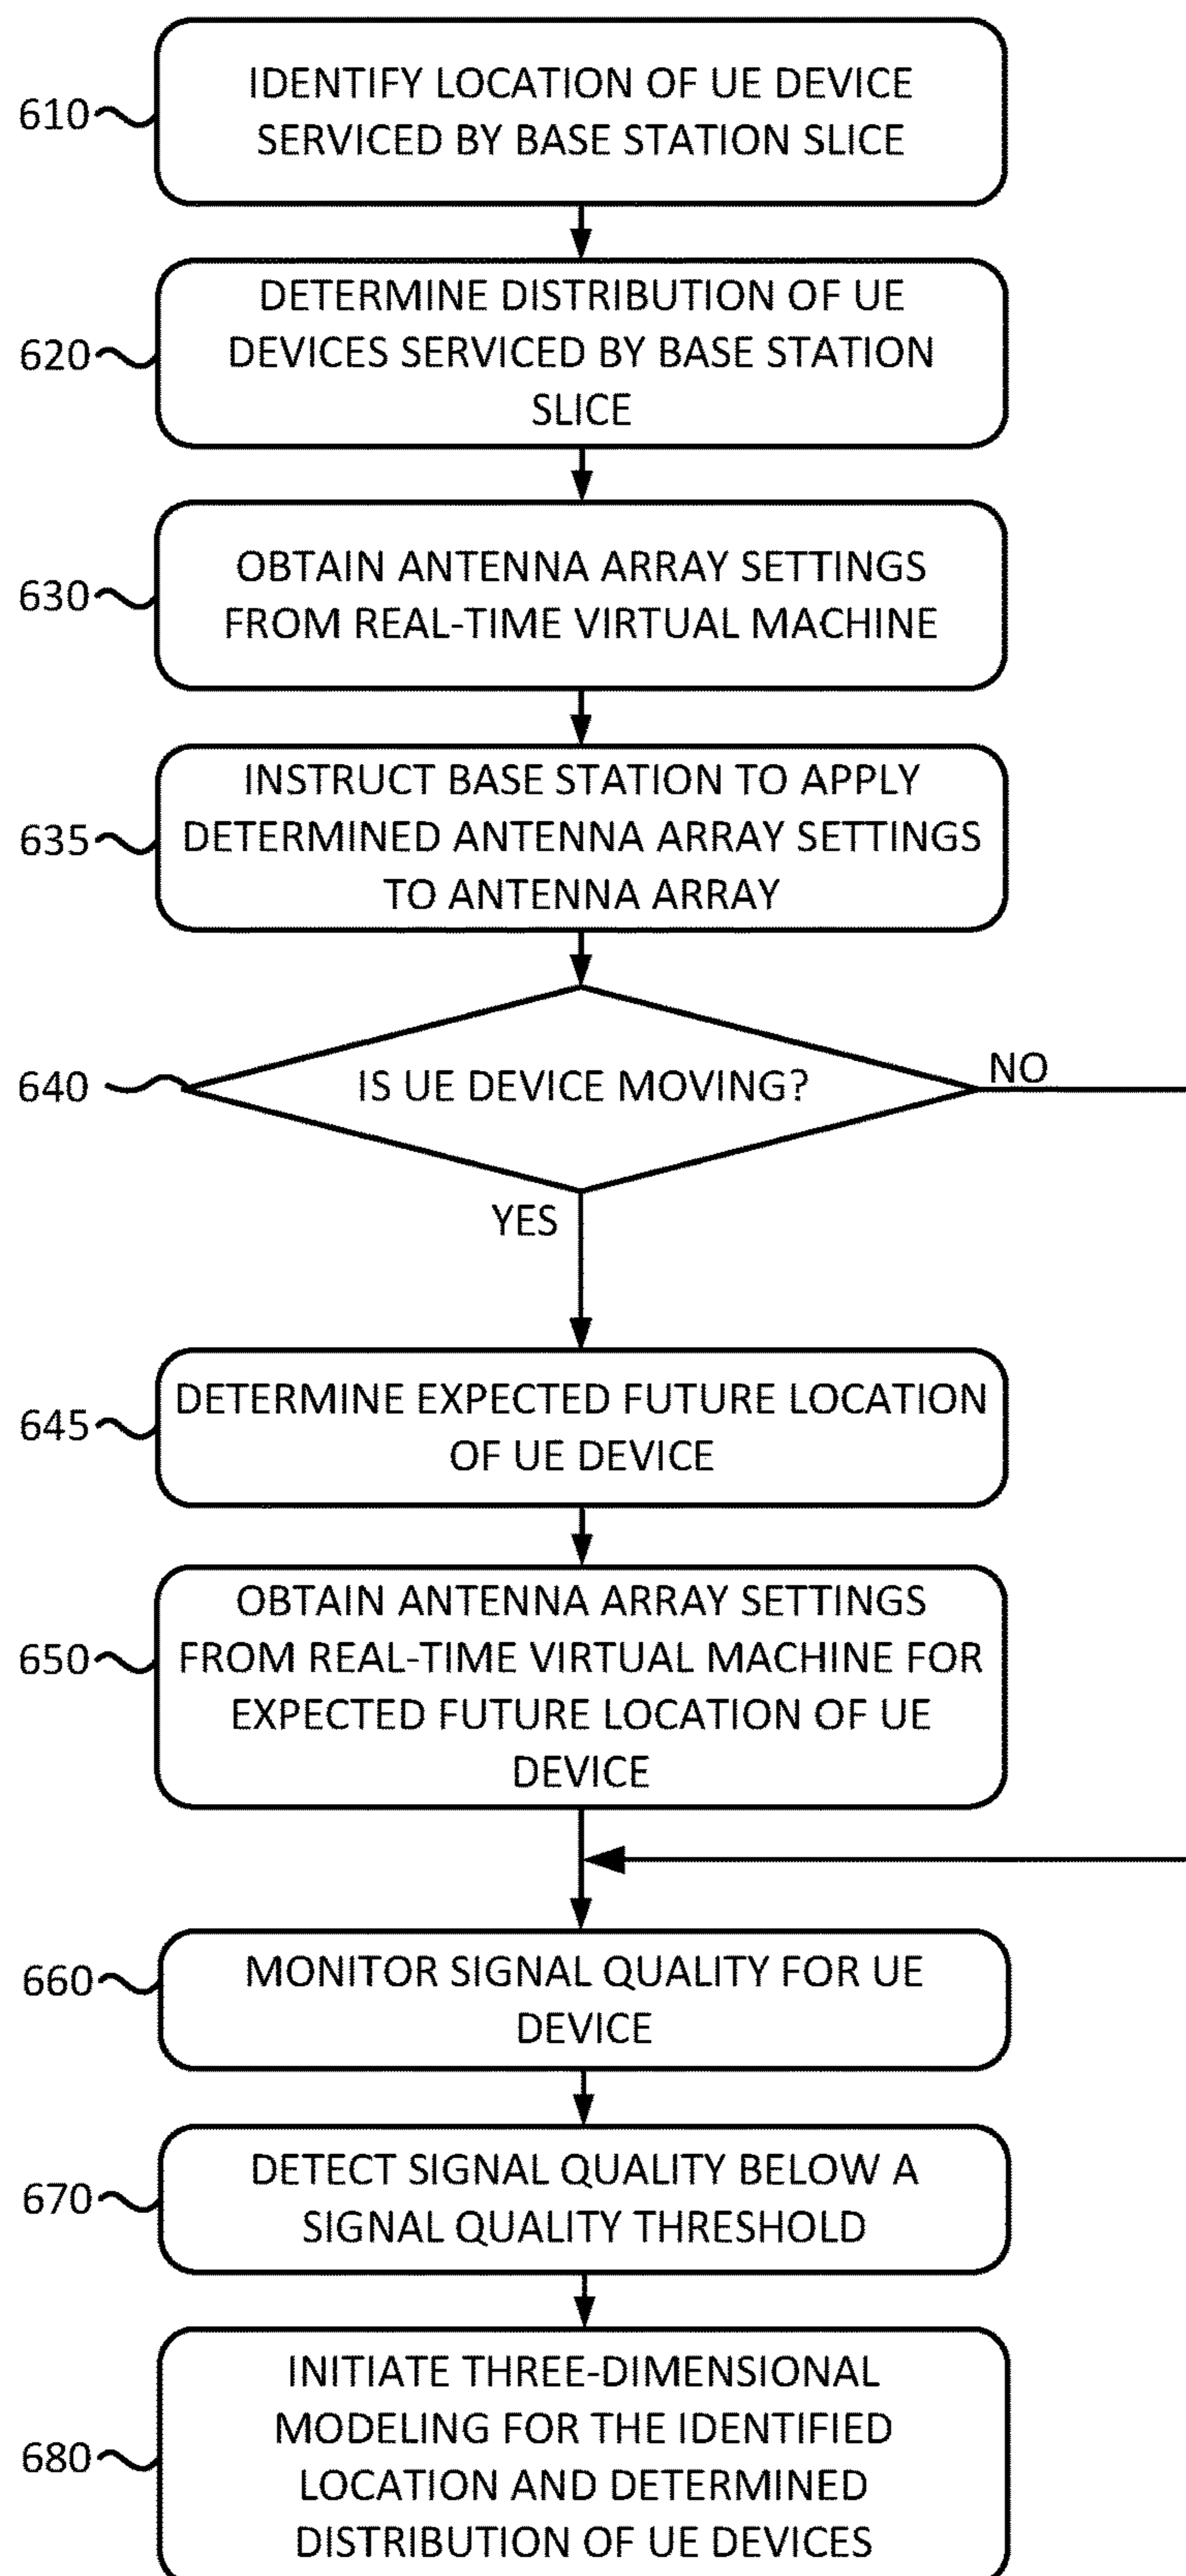 610
IDENTIFY LOCATION OF UE DEVICE
SERVICED BY BASE STATION SLICE
620
DETERMINE DISTRIBUTION OF UE
DEVICES SERVICED BY BASE STATION
SLICE
630
OBTAIN ANTENNA ARRAY SETTINGS
FROM REAL-TIME VIRTUAL MACHINE
635
INSTRUCT BASE STATION TO APPLY
DETERMINED ANTENNA ARRAY SETTINGS
TO ANTENNA ARRAY
640
IS UE DEVICE MOVING?
NO
YES
645
DETERMINE EXPECTED FUTURE LOCATION
OF UE DEVICE
650
OBTAIN ANTENNA ARRAY SETTINGS
FROM REAL-TIME VIRTUAL MACHINE FOR
EXPECTED FUTURE LOCATION OF UE
DEVICE
660
MONITOR SIGNAL QUALITY FOR UE
DEVICE
670
DETECT SIGNAL QUALITY BELOW A
SIGNAL QUALITY THRESHOLD
680
INITIATE THREE-DIMENSIONAL
MODELING FOR THE IDENTIFIED
LOCATION AND DETERMINED
DISTRIBUTION OF UE DEVICES